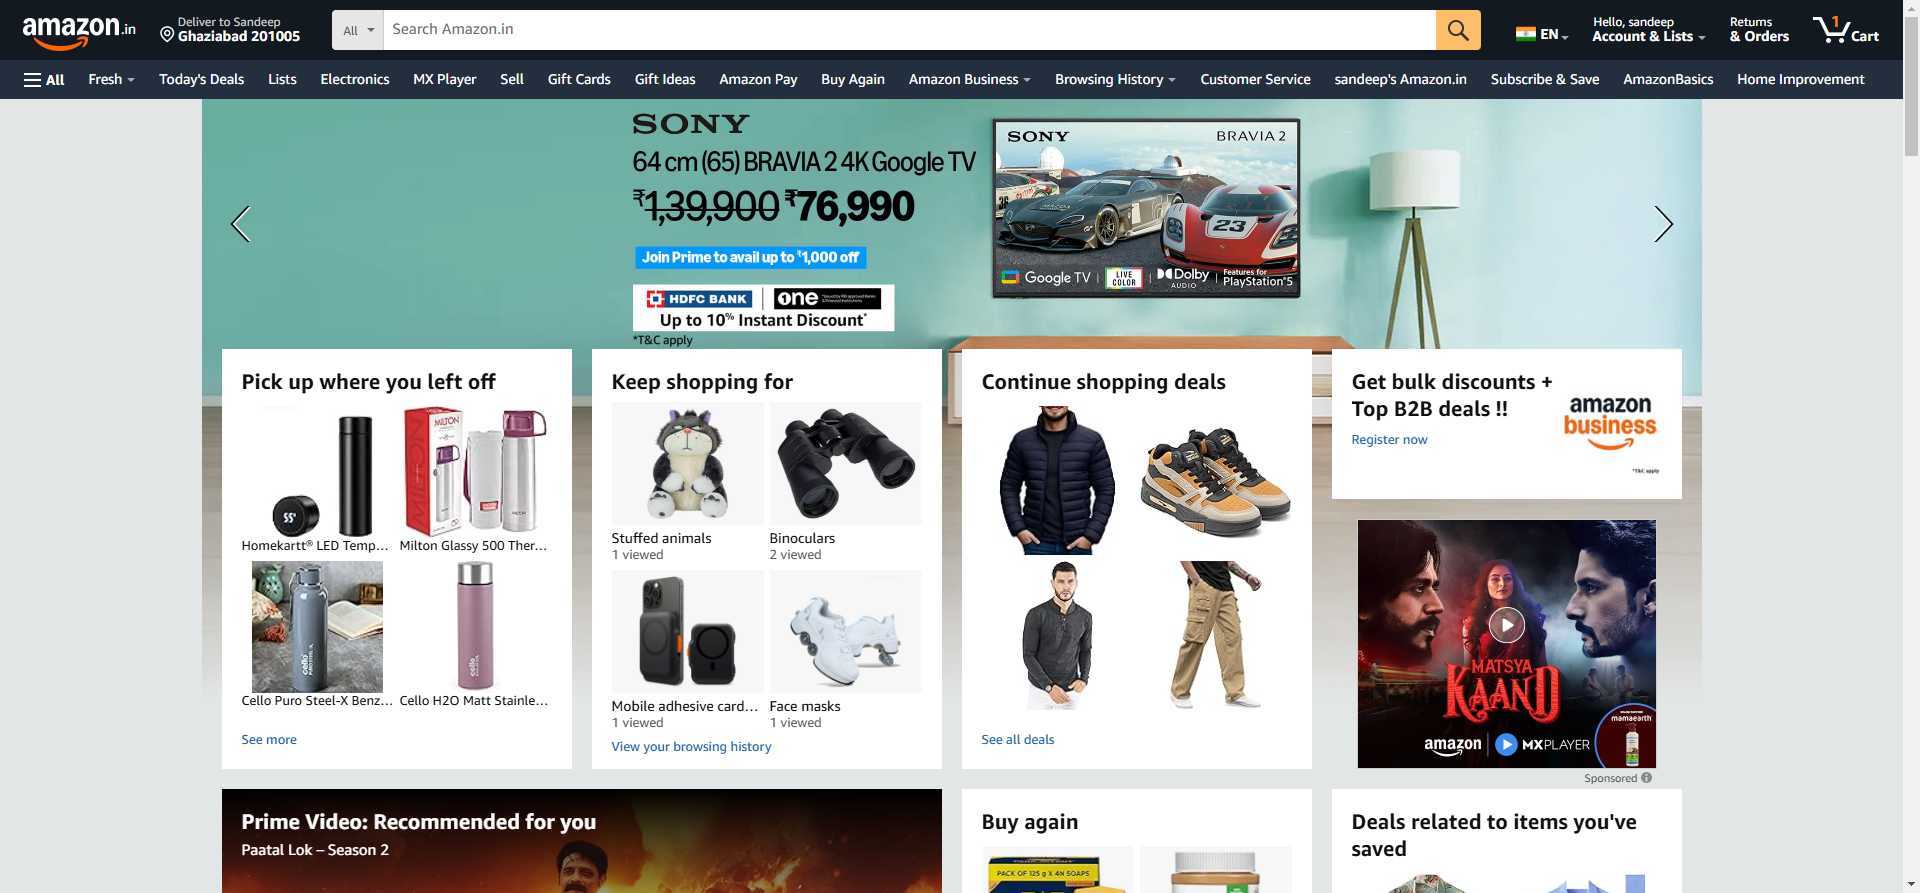 amazon.in
Deliver to Sandeep
Ghaziabad 201005
All
Search Amazon.in
EN
Hello, sandeep
Account & Lists
Returns
& Orders
1
Cart
All
Fresh
Today's Deals
Lists
Electronics
MX Player
Sell
Gift Cards
Gift Ideas
Amazon Pay
Buy Again
Amazon Business
Browsing History
Customer Service
sandeep's Amazon.in
Subscribe & Save
AmazonBasics
Home Improvement
SONY
64 cm (65) BRAVIA 2 4K Google TV
₹1,39,900 ₹76,990
Join Prime to avail up to ₹1,000 off
HDFC BANK
one
Up to 10% Instant Discount*
*T&C apply
SONY
BRAVIA 2
23
Google TV
LIVE COLOR
Dolby AUDIO
Features for PlayStation®5
Pick up where you left off
55°
MILTON
MILTON
Homekartt® LED Temp...
Milton Glassy 500 Ther...
cello
cello
Cello Puro Steel-X Benz...
Cello H2O Matt Stainle...
See more
Keep shopping for
Stuffed animals
1 viewed
Binoculars
2 viewed
Mobile adhesive card...
1 viewed
Face masks
1 viewed
View your browsing history
Continue shopping deals
See all deals
Get bulk discounts +
Top B2B deals !!
Register now
amazon
business
*T&C apply
MATSYA
KAAND
amazon
MXPLAYER
mamaearth
Sponsored
Prime Video: Recommended for you
Paatal Lok – Season 2
Buy again
PACK OF 125 g X 4N SOAPS
Deals related to items you've
saved